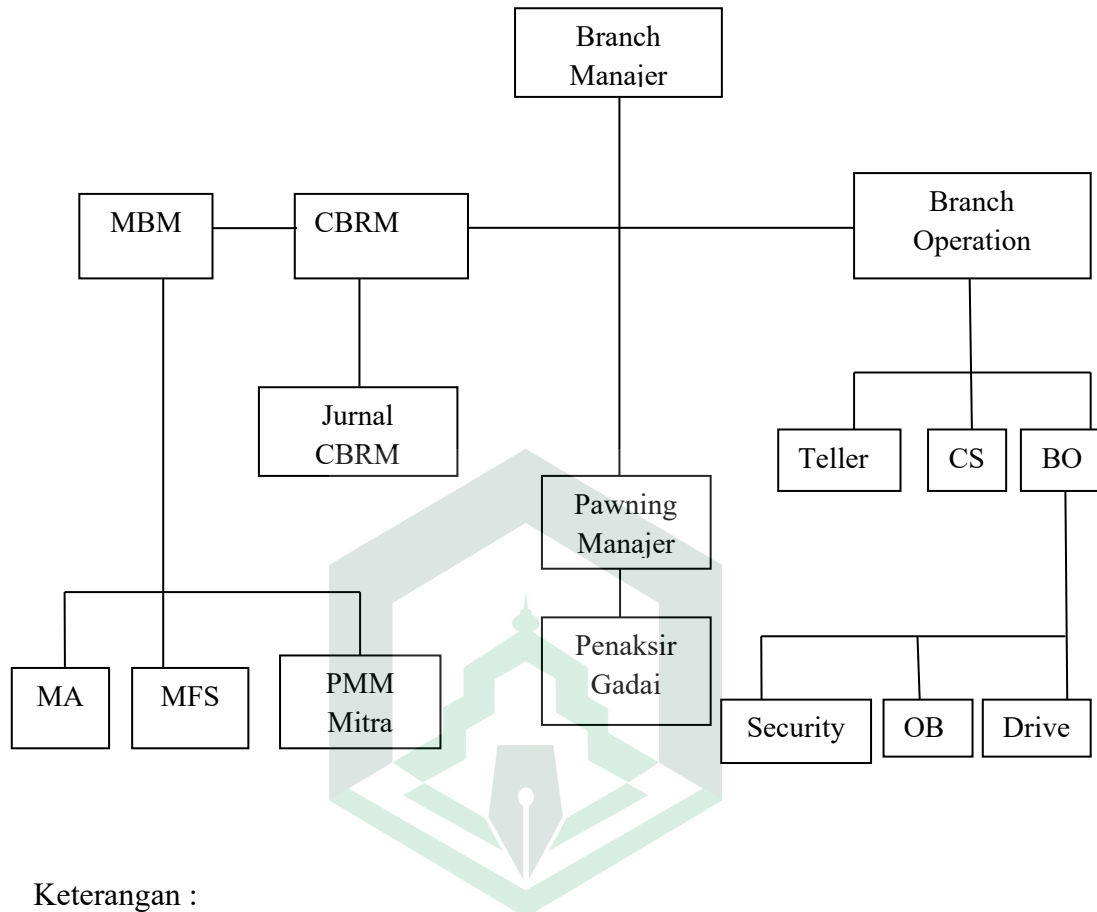 Branch
Manajer
MBM
CBRM
Branch
Operation
Jurnal
CBRM
Teller
CS
BO
Pawning
Manajer
Penaksir
Gadai
MA
MFS
PMM
Mitra
Security
OB
Drive
Keterangan :